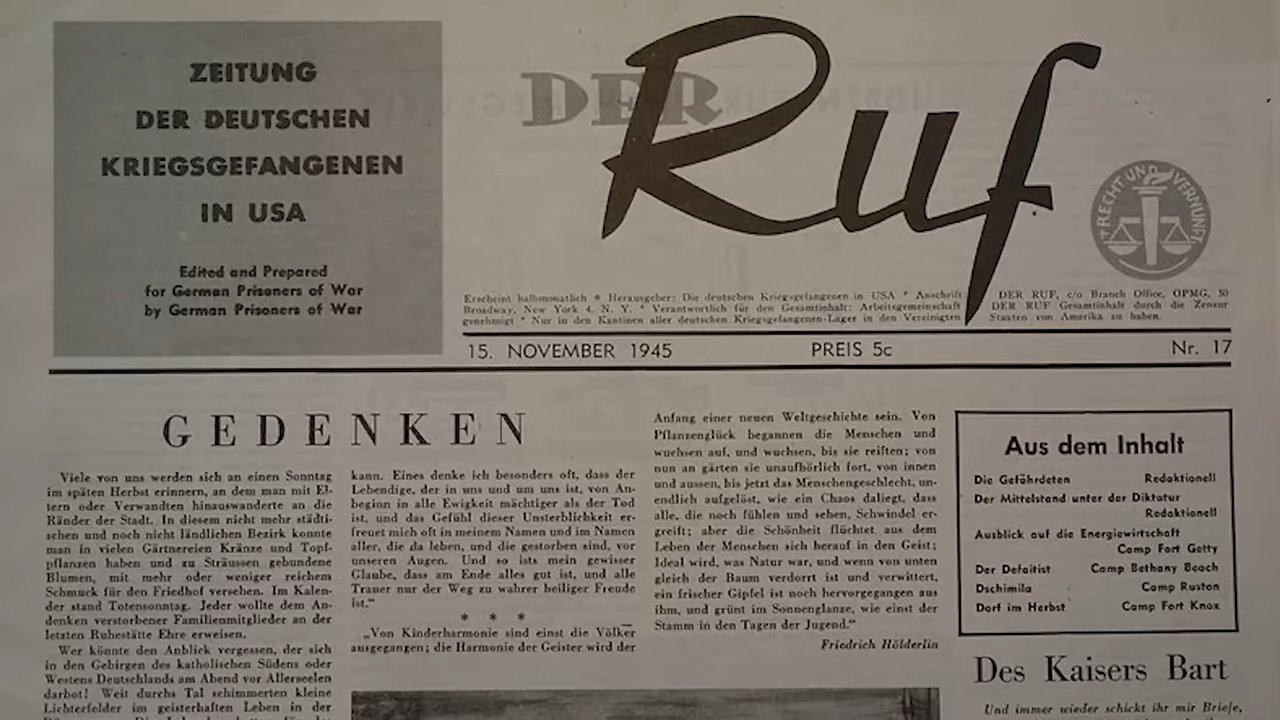 ZEITUNG
DER DEUTSCHEN
KRIEGSGEFANGENEN
IN USA
Edited and Prepared
for German Prisoners of War
by German Prisoners of War
DER
Ruf
RECHT UND VERNUNFT
Erscheint halbmonatlich * Herausgeber: Die deutschen Kriegsgefangenen in USA * Anschrift
Broadway, New York 4, N. Y. * Verantwortlich für den Gesamtinhalt: Arbeitsgemeinschaft
genehmigt * Nur in den Kantinen aller deutschen Kriegsgefangenen-Lager in den Vereinigten
DER RUF, c/o Branch Office, OPMG, 50
DER RUF Gesamtinhalt durch die Zensur
Staaten von Amerika zu haben.
15. NOVEMBER 1945 PREIS 5c Nr. 17
GEDENKEN
Viele von uns werden sich an einen Sonntag
im späten Herbst erinnern, an dem man mit El-
tern oder Verwandten hinauswanderte an die
Ränder der Stadt. In diesem nicht mehr städti-
schen und noch nicht ländlichen Bezirk konnte
man in vielen Gärtnereien Kränze und Topf-
pflanzen haben und zu Sträussen gebundene
Blumen, mit mehr oder weniger reichem
Schmuck für den Friedhof versehen. Im Kalen-
der stand Totensonntag. Jeder wollte dem An-
denken verstorbener Familienmitglieder an der
letzten Ruhestätte Ehre erweisen.
Wer könnte den Anblick vergessen, der sich
in den Gebirgen des katholischen Südens oder
Westens Deutschlands am Abend vor Allerseelen
darbot! Weit durchs Tal schimmerten kleine
Lichterfelder im geisterhaften Leben in der
kann. Eines denke ich besonders oft, dass der
Lebendige, der in uns und um uns ist, von An-
beginn in alle Ewigkeit mächtiger als der Tod
ist, und das Gefühl dieser Unsterblichkeit er-
freuet mich oft in meinem Namen und im Namen
aller, die da leben, und die gestorben sind, vor
unseren Augen. Und so ists mein gewisser
Glaube, dass am Ende alles gut ist, und alle
Trauer nur der Weg zu wahrer heiliger Freude
ist.“
* * *
„Von Kinderharmonie sind einst die Völker
ausgegangen; die Harmonie der Geister wird der
Anfang einer neuen Weltgeschichte sein. Von
Pflanzenglück begannen die Menschen und
wuchsen auf, und wuchsen, bis sie reiften; von
nun an gärten sie unaufhörlich fort, von innen
und aussen, bis jetzt das Menschengeschlecht, un-
endlich aufgelöst, wie ein Chaos daliegt, dass
alle, die noch fühlen und sehen, Schwindel er-
greift; aber die Schönheit flüchtet aus dem
Leben der Menschen sich herauf in den Geist;
Ideal wird, was Natur war, und wenn von unten
gleich der Baum verdorrt ist und verwittert,
ein frischer Gipfel ist noch hervorgegangen aus
ihm, und grünt im Sonnenglanze, wie einst der
Stamm in den Tagen der Jugend.“
Friedrich Hölderlin
Aus dem Inhalt
Die Gefährdeten Redaktionell
Der Mittelstand unter der Diktatur
Redaktionell
Ausblick auf die Energiewirtschaft
Camp Fort Getty
Der Defaitist Camp Bethany Beach
Dschimila Camp Ruston
Dorf im Herbst Camp Fort Knox
Des Kaisers Bart
Und immer wieder schickt ihr mir Briefe,